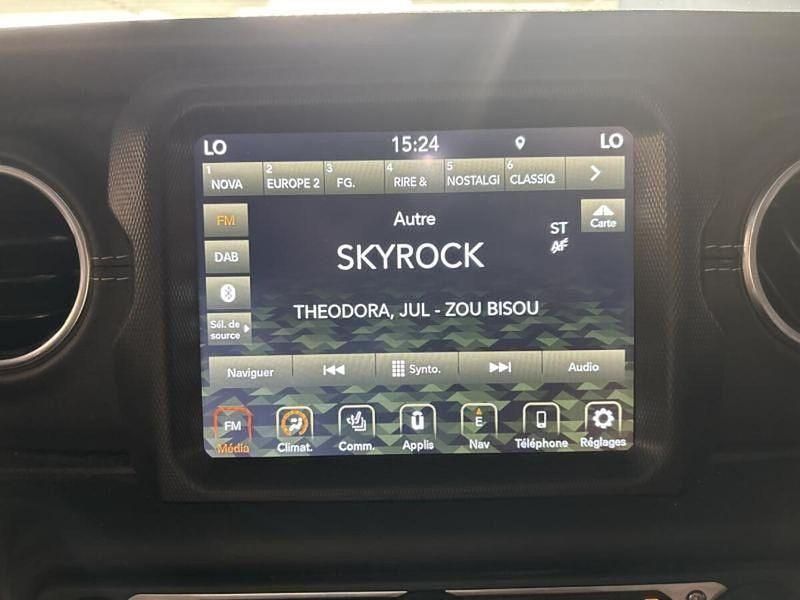 LO 15:24 LO
1 NOVA 2 EUROPE 2 3 FG. 4 RIRE & 5 NOSTALGI 6 CLASSIQ
FM Autre Carte
ST
AF
DAB SKYROCK
Sél. de source
THEODORA, JUL - ZOU BISOU
Naviguer Synto. Audio
FM E
Média Climat. Comm. Applis Nav Téléphone Réglages